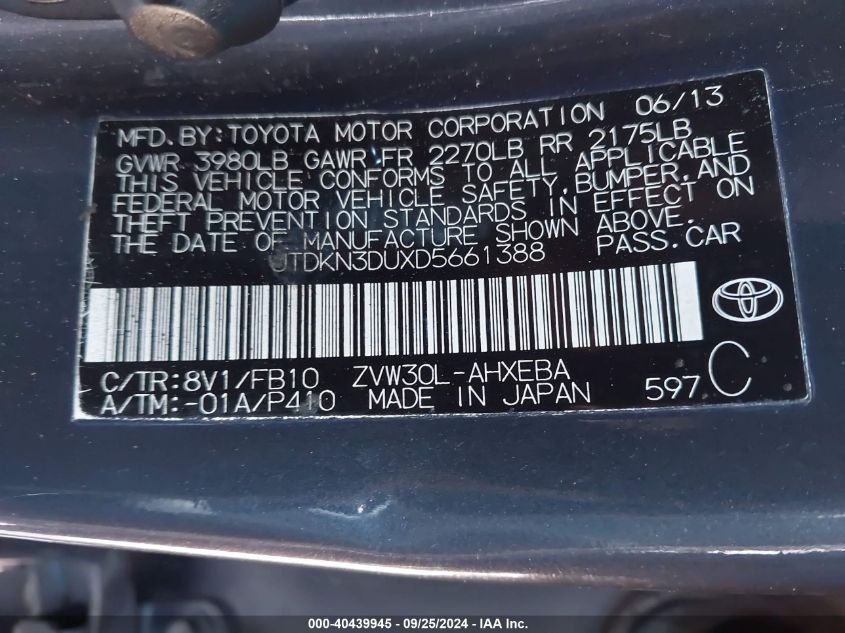 MFD. BY: TOYOTA MOTOR CORPORATION 06/13
GVWR 3980LB GAWR FR 2270LB RR 2175LB
THIS VEHICLE CONFORMS TO ALL APPLICABLE
FEDERAL MOTOR VEHICLE SAFETY, BUMPER, AND
THEFT PREVENTION STANDARDS IN EFFECT ON
THE DATE OF MANUFACTURE SHOWN ABOVE.
JTDKN3DUXD5661388 PASS. CAR
C/TR: 8V1/FB10 ZVW30L-AHXEBA
A/TM: -01A/P410 MADE IN JAPAN 597 C
000-40439945 - 09/25/2024 - IAA Inc.